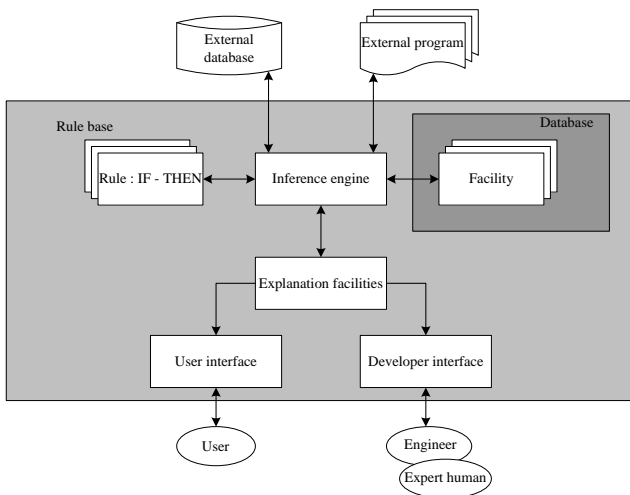 External
database
External program
Rule base
Database
Rule : IF - THEN
Inference engine
Facility
Explanation facilities
User interface
Developer interface
User
Engineer
Expert human